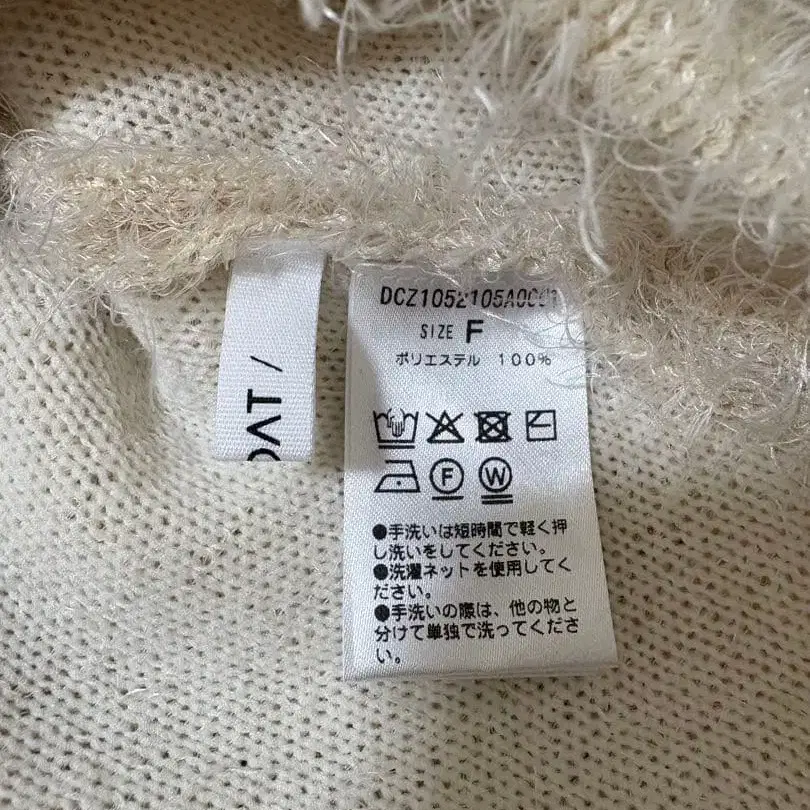 DCZ1052105A0001
SIZE F
ポリエステル 100%
F W
●手洗いは短時間で軽く押
し洗いをしてください。
●洗濯ネットを使用してく
ださい。
●手洗いの際は、他の物と
分けて単独で洗ってくださ
い。